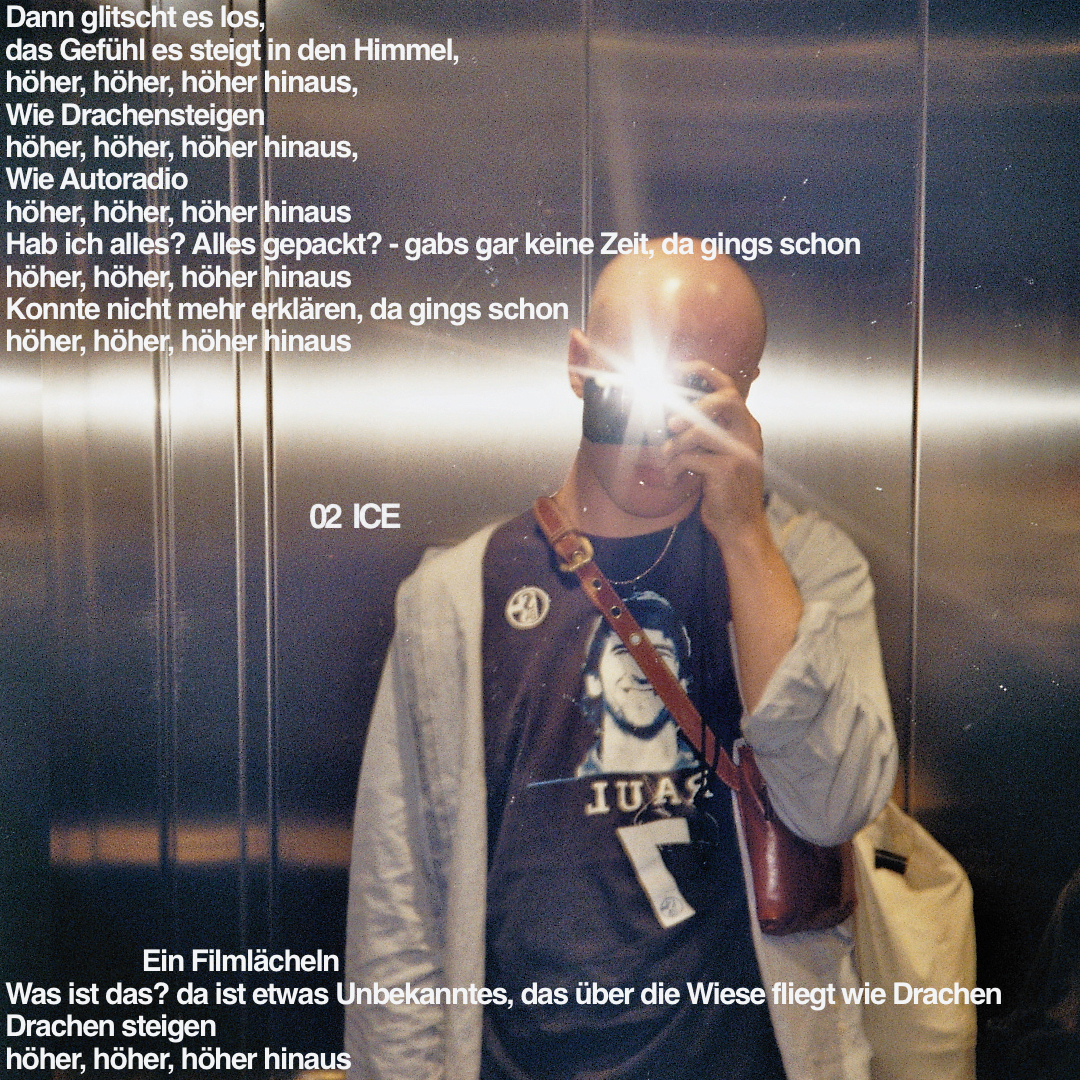 Dann glitscht es los,
das Gefühl es steigt in den Himmel,
höher, höher, höher hinaus,
Wie Drachensteigen
höher, höher, höher hinaus,
Wie Autoradio
höher, höher, höher hinaus
Hab ich alles? Alles gepackt? - gabs gar keine Zeit, da gings schon
höher, höher, höher hinaus
Konnte nicht mehr erklären, da gings schon
höher, höher, höher hinaus
02 ICE
RAUL
7
Ein Filmlächeln
Was ist das? da ist etwas Unbekanntes, das über die Wiese fliegt wie Drachen
Drachen steigen
höher, höher, höher hinaus